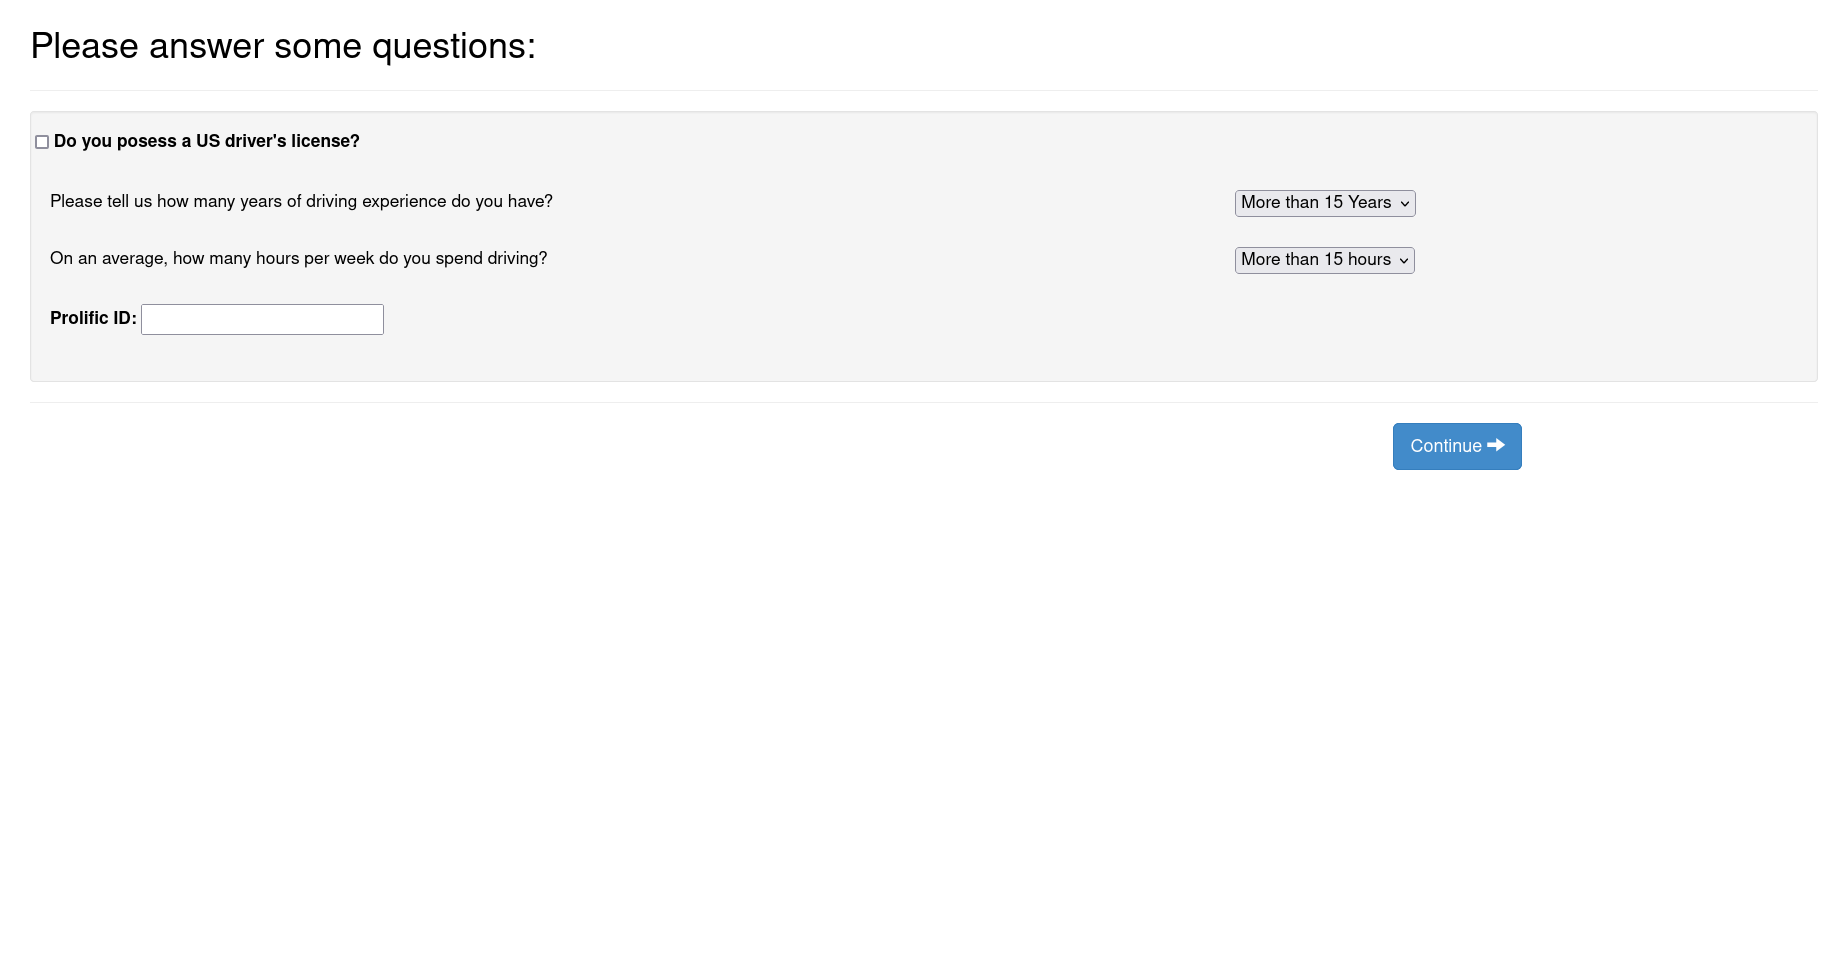 Please answer some questions:
Do you posess a US driver's license?
Please tell us how many years of driving experience do you have?
More than 15 Years
On an average, how many hours per week do you spend driving?
More than 15 hours
Prolific ID:
Continue